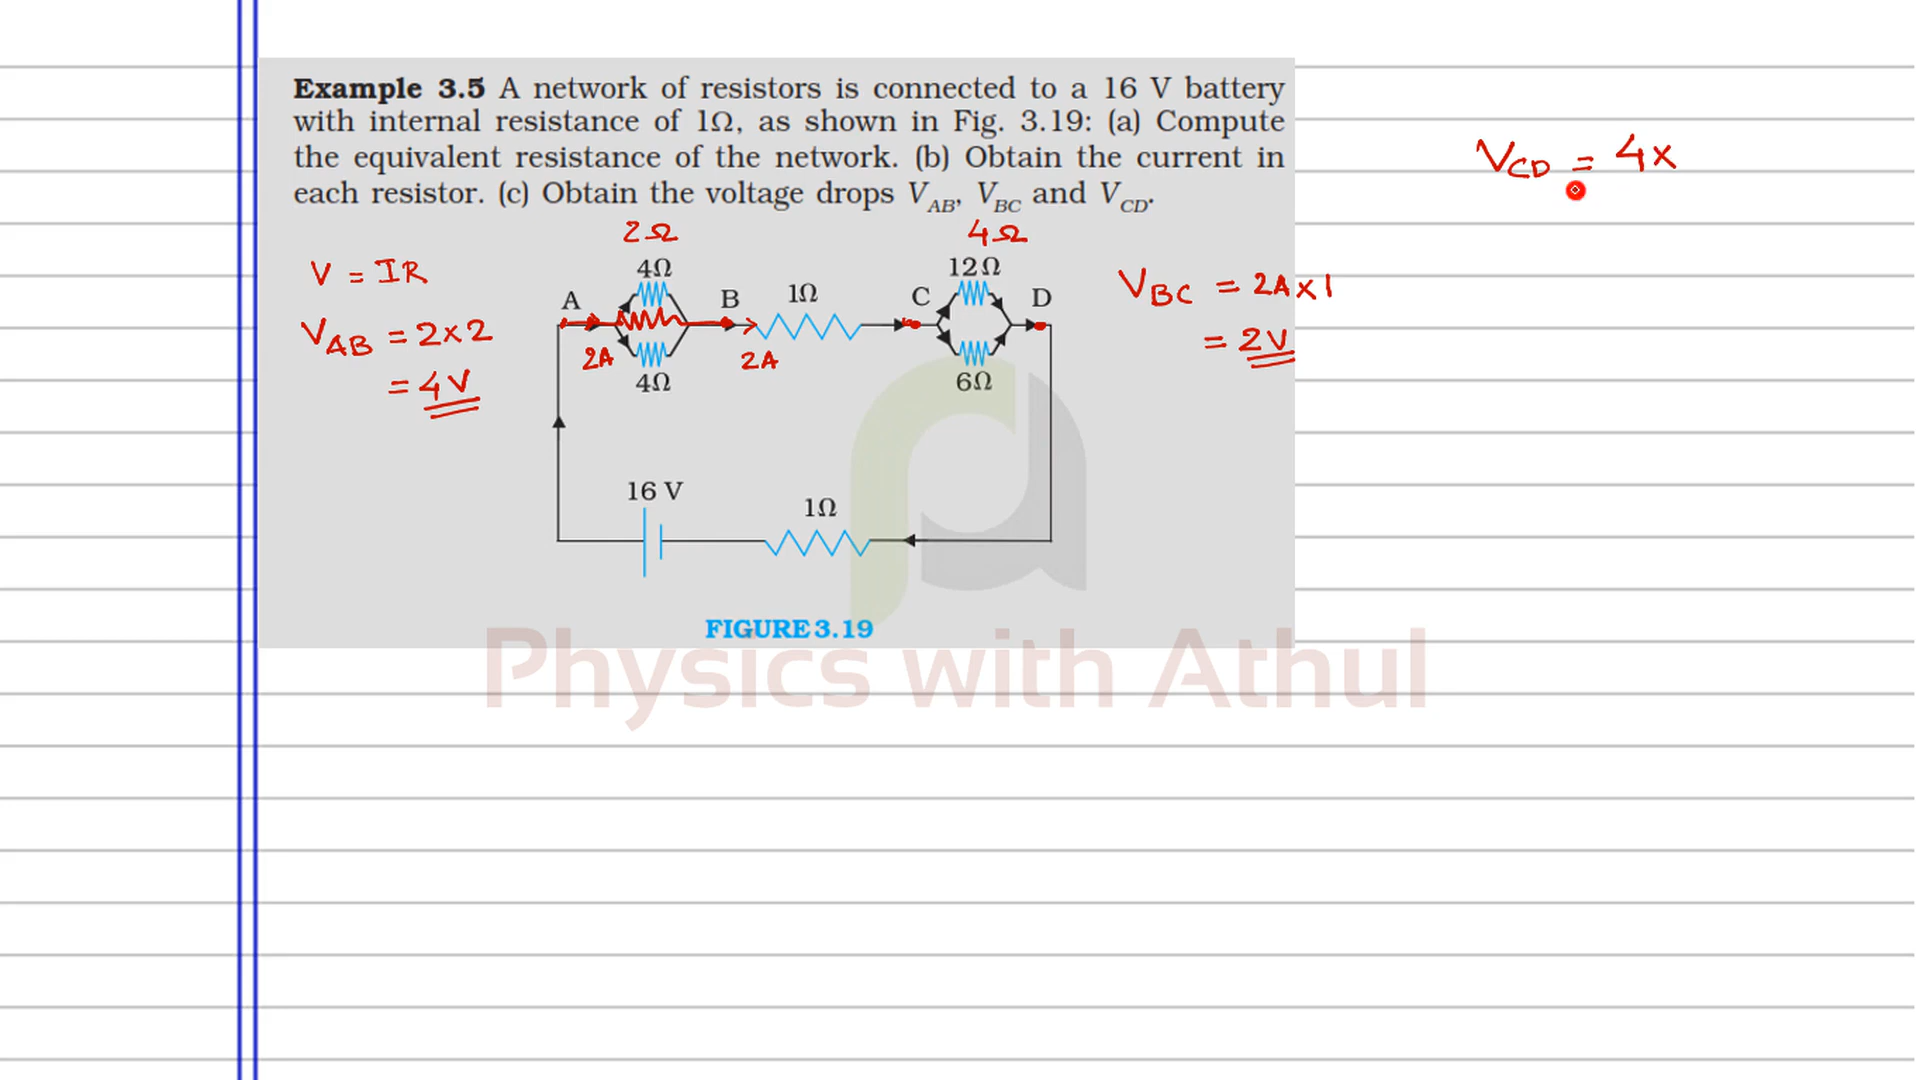 Example 3.5 A network of resistors is connected to a 16 V battery
with internal resistance of 1Ω, as shown in Fig. 3.19: (a) Compute
the equivalent resistance of the network. (b) Obtain the current in
each resistor. (c) Obtain the voltage drops V_AB, V_BC and V_CD.
V_CD = 4×
2Ω
4Ω
V = IR
4Ω
12Ω
A
B
1Ω
C
D
V_BC = 2A×1
V_AB = 2×2
= 2V
2A
2A
= 4V
4Ω
6Ω
16 V
1Ω
FIGURE 3.19
Physics with Athul